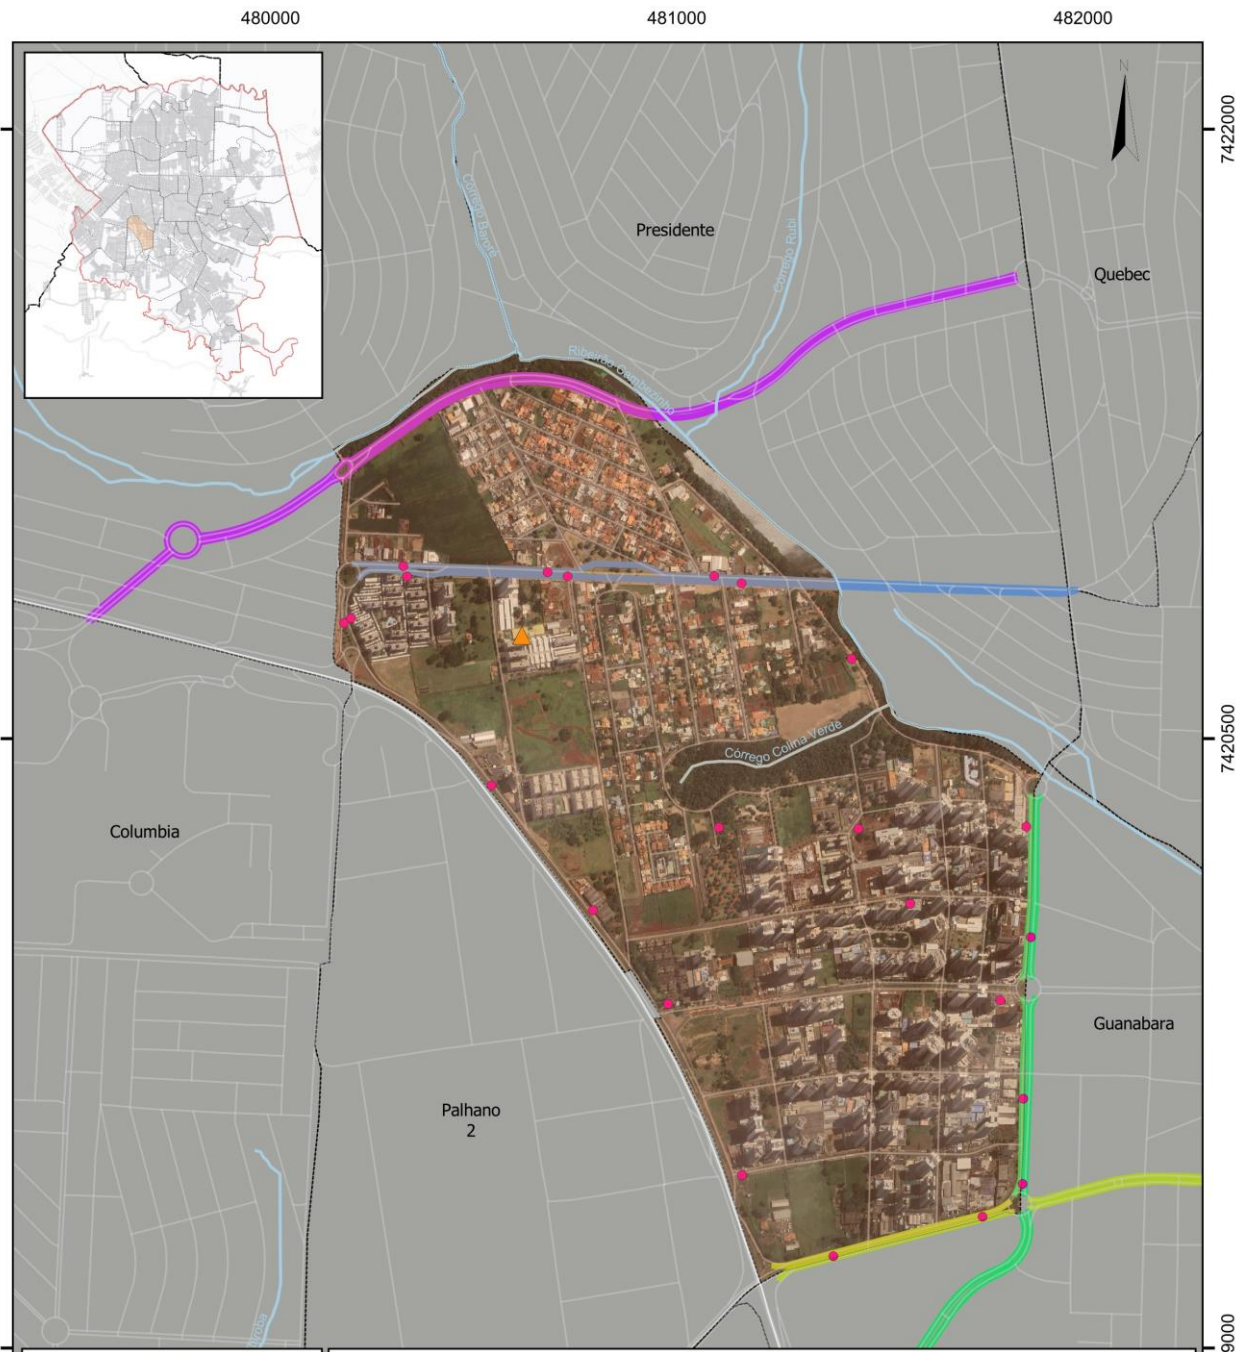 480000
481000
482000
N
7422000
Presidente
Quebec
Córrego Baroré
Córrego Rubi
Ribeirão Cambezinho
7420500
Córrego Colina Verde
Columbia
Guanabara
Palhano
2
9000